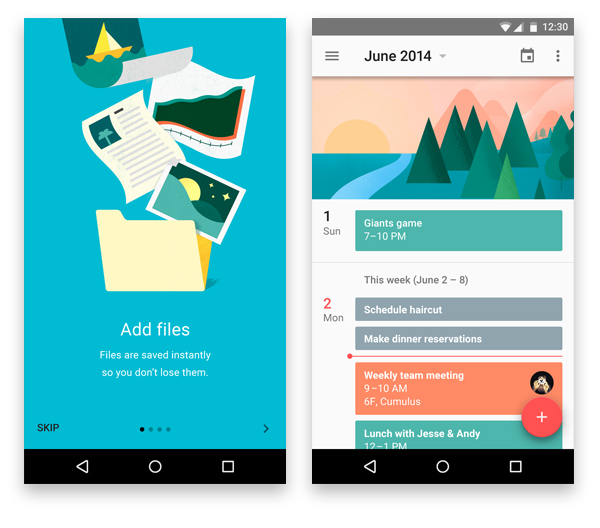 Add files
Files are saved instantly
so you don't lose them.
SKIP
12:30
June 2014
1
Sun
Giants game
7–10 PM
This week (June 2 – 8)
2
Mon
Schedule haircut
Make dinner reservations
Weekly team meeting
9–10 AM
6F, Cumulus
Lunch with Jesse & Andy
12–1 PM